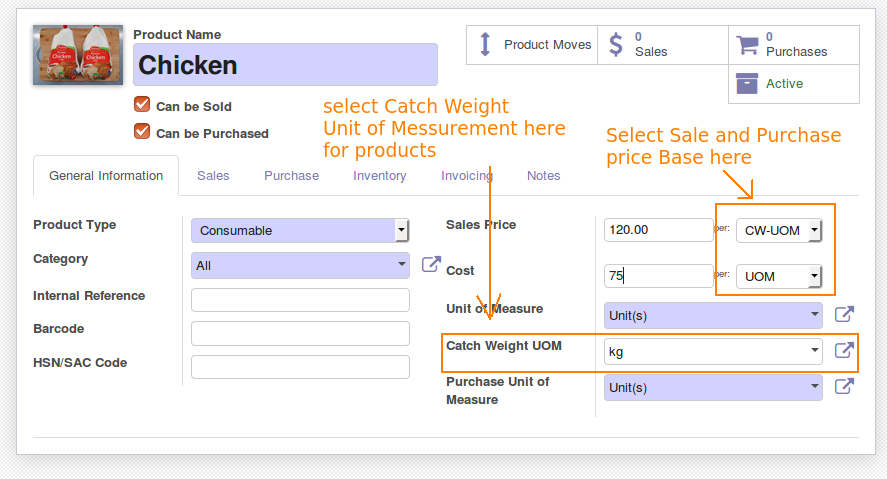 Product Name
Chicken
Can be Sold
Can be Purchased
Product Moves
0
Sales
0
Purchases
Active
select Catch Weight
Unit of Messurement here
for products
Select Sale and Purchase
price Base here
General Information
Sales
Purchase
Inventory
Invoicing
Notes
Product Type
Consumable
Category
All
Internal Reference
Barcode
HSN/SAC Code
Sales Price
120.00
per:
CW-UOM
Cost
75
per:
UOM
Unit of Measure
Unit(s)
Catch Weight UOM
kg
Purchase Unit of
Measure
Unit(s)